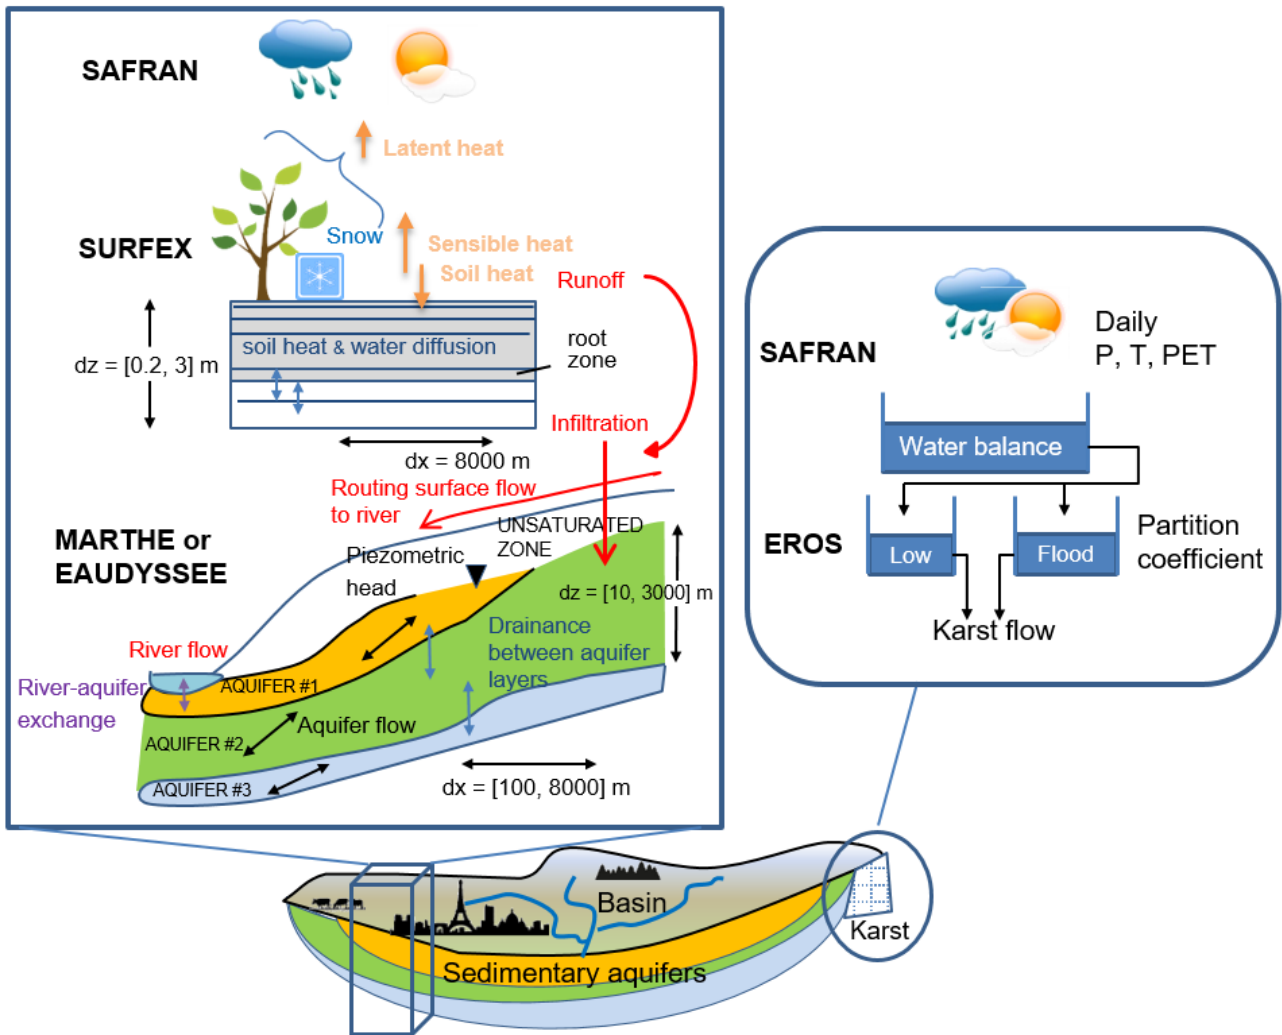 SAFRAN
Latent heat
Snow
SURFEX
Sensible heat
Soil heat
Runoff
soil heat & water diffusion
root
zone
dz = [0.2, 3] m
Infiltration
dx = 8000 m
Routing surface flow
to river
UNSATURATED
ZONE
MARTHE or
EAUDYSSEE
Piezometric
head
dz = [10, 3000] m
Drainance
between aquifer
layers
River flow
River-aquifer
exchange
AQUIFER #1
Aquifer flow
AQUIFER #2
AQUIFER #3
dx = [100, 8000] m
SAFRAN
Daily
P, T, PET
Water balance
EROS
Low
Flood
Partition
coefficient
Karst flow
Basin
Karst
Sedimentary aquifers